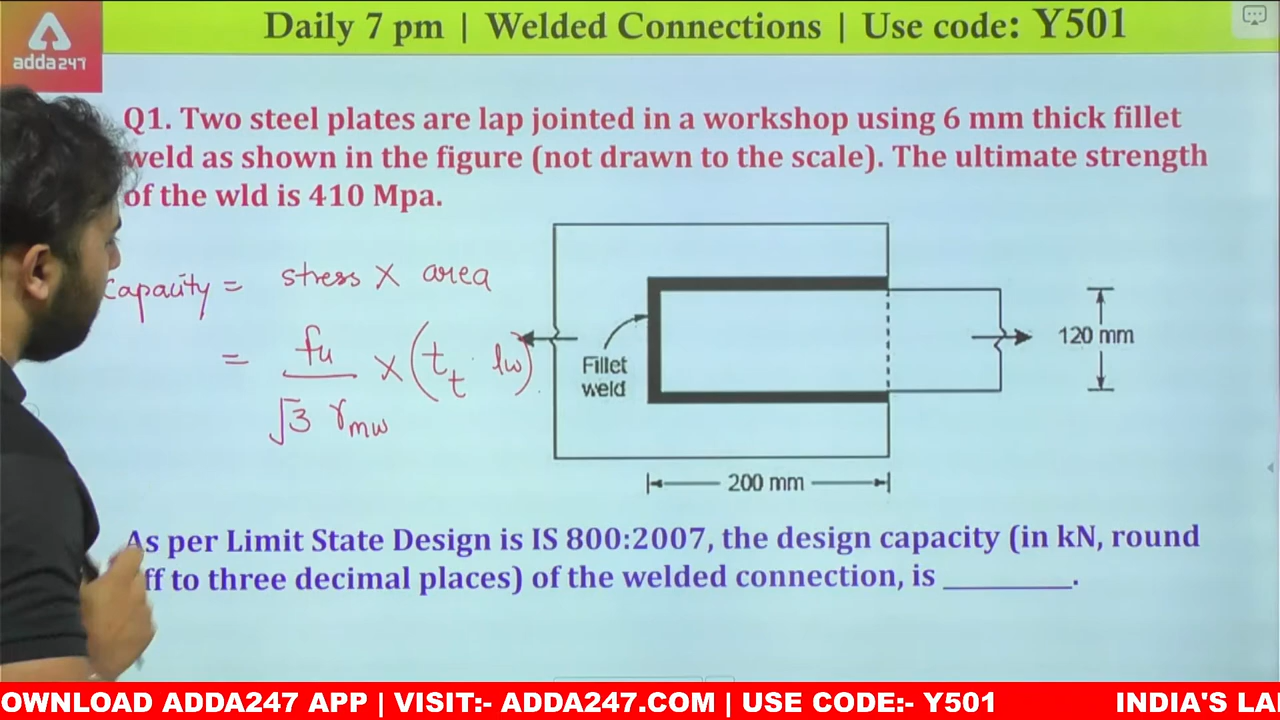 Daily 7 pm | Welded Connections | Use code: Y501
adda247
Q1. Two steel plates are lap jointed in a workshop using 6 mm thick fillet
weld as shown in the figure (not drawn to the scale). The ultimate strength
of the wld is 410 Mpa.
Capacity = stress × area
= fu / √3 γmw × (tt · lw)
Fillet
weld
120 mm
200 mm
As per Limit State Design is IS 800:2007, the design capacity (in kN, round
ff to three decimal places) of the welded connection, is ________.
OWNLOAD ADDA247 APP | VISIT:- ADDA247.COM | USE CODE:- Y501 INDIA'S LA